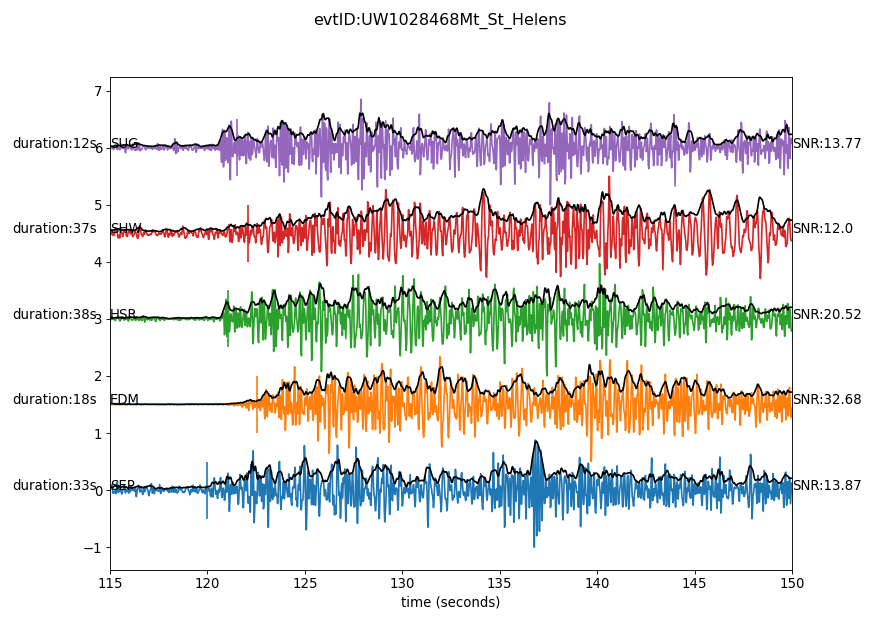 evtID:UW1028468Mt_St_Helens
7
duration:12s SUG 6 SNR:13.77
5
duration:37s SHW SNR:12.0
4
duration:38s HSR 3 SNR:20.52
2
duration:18s EDM SNR:32.68
1
duration:33s SEP 0 SNR:13.87
−1
115 120 125 130 135 140 145 150
time (seconds)